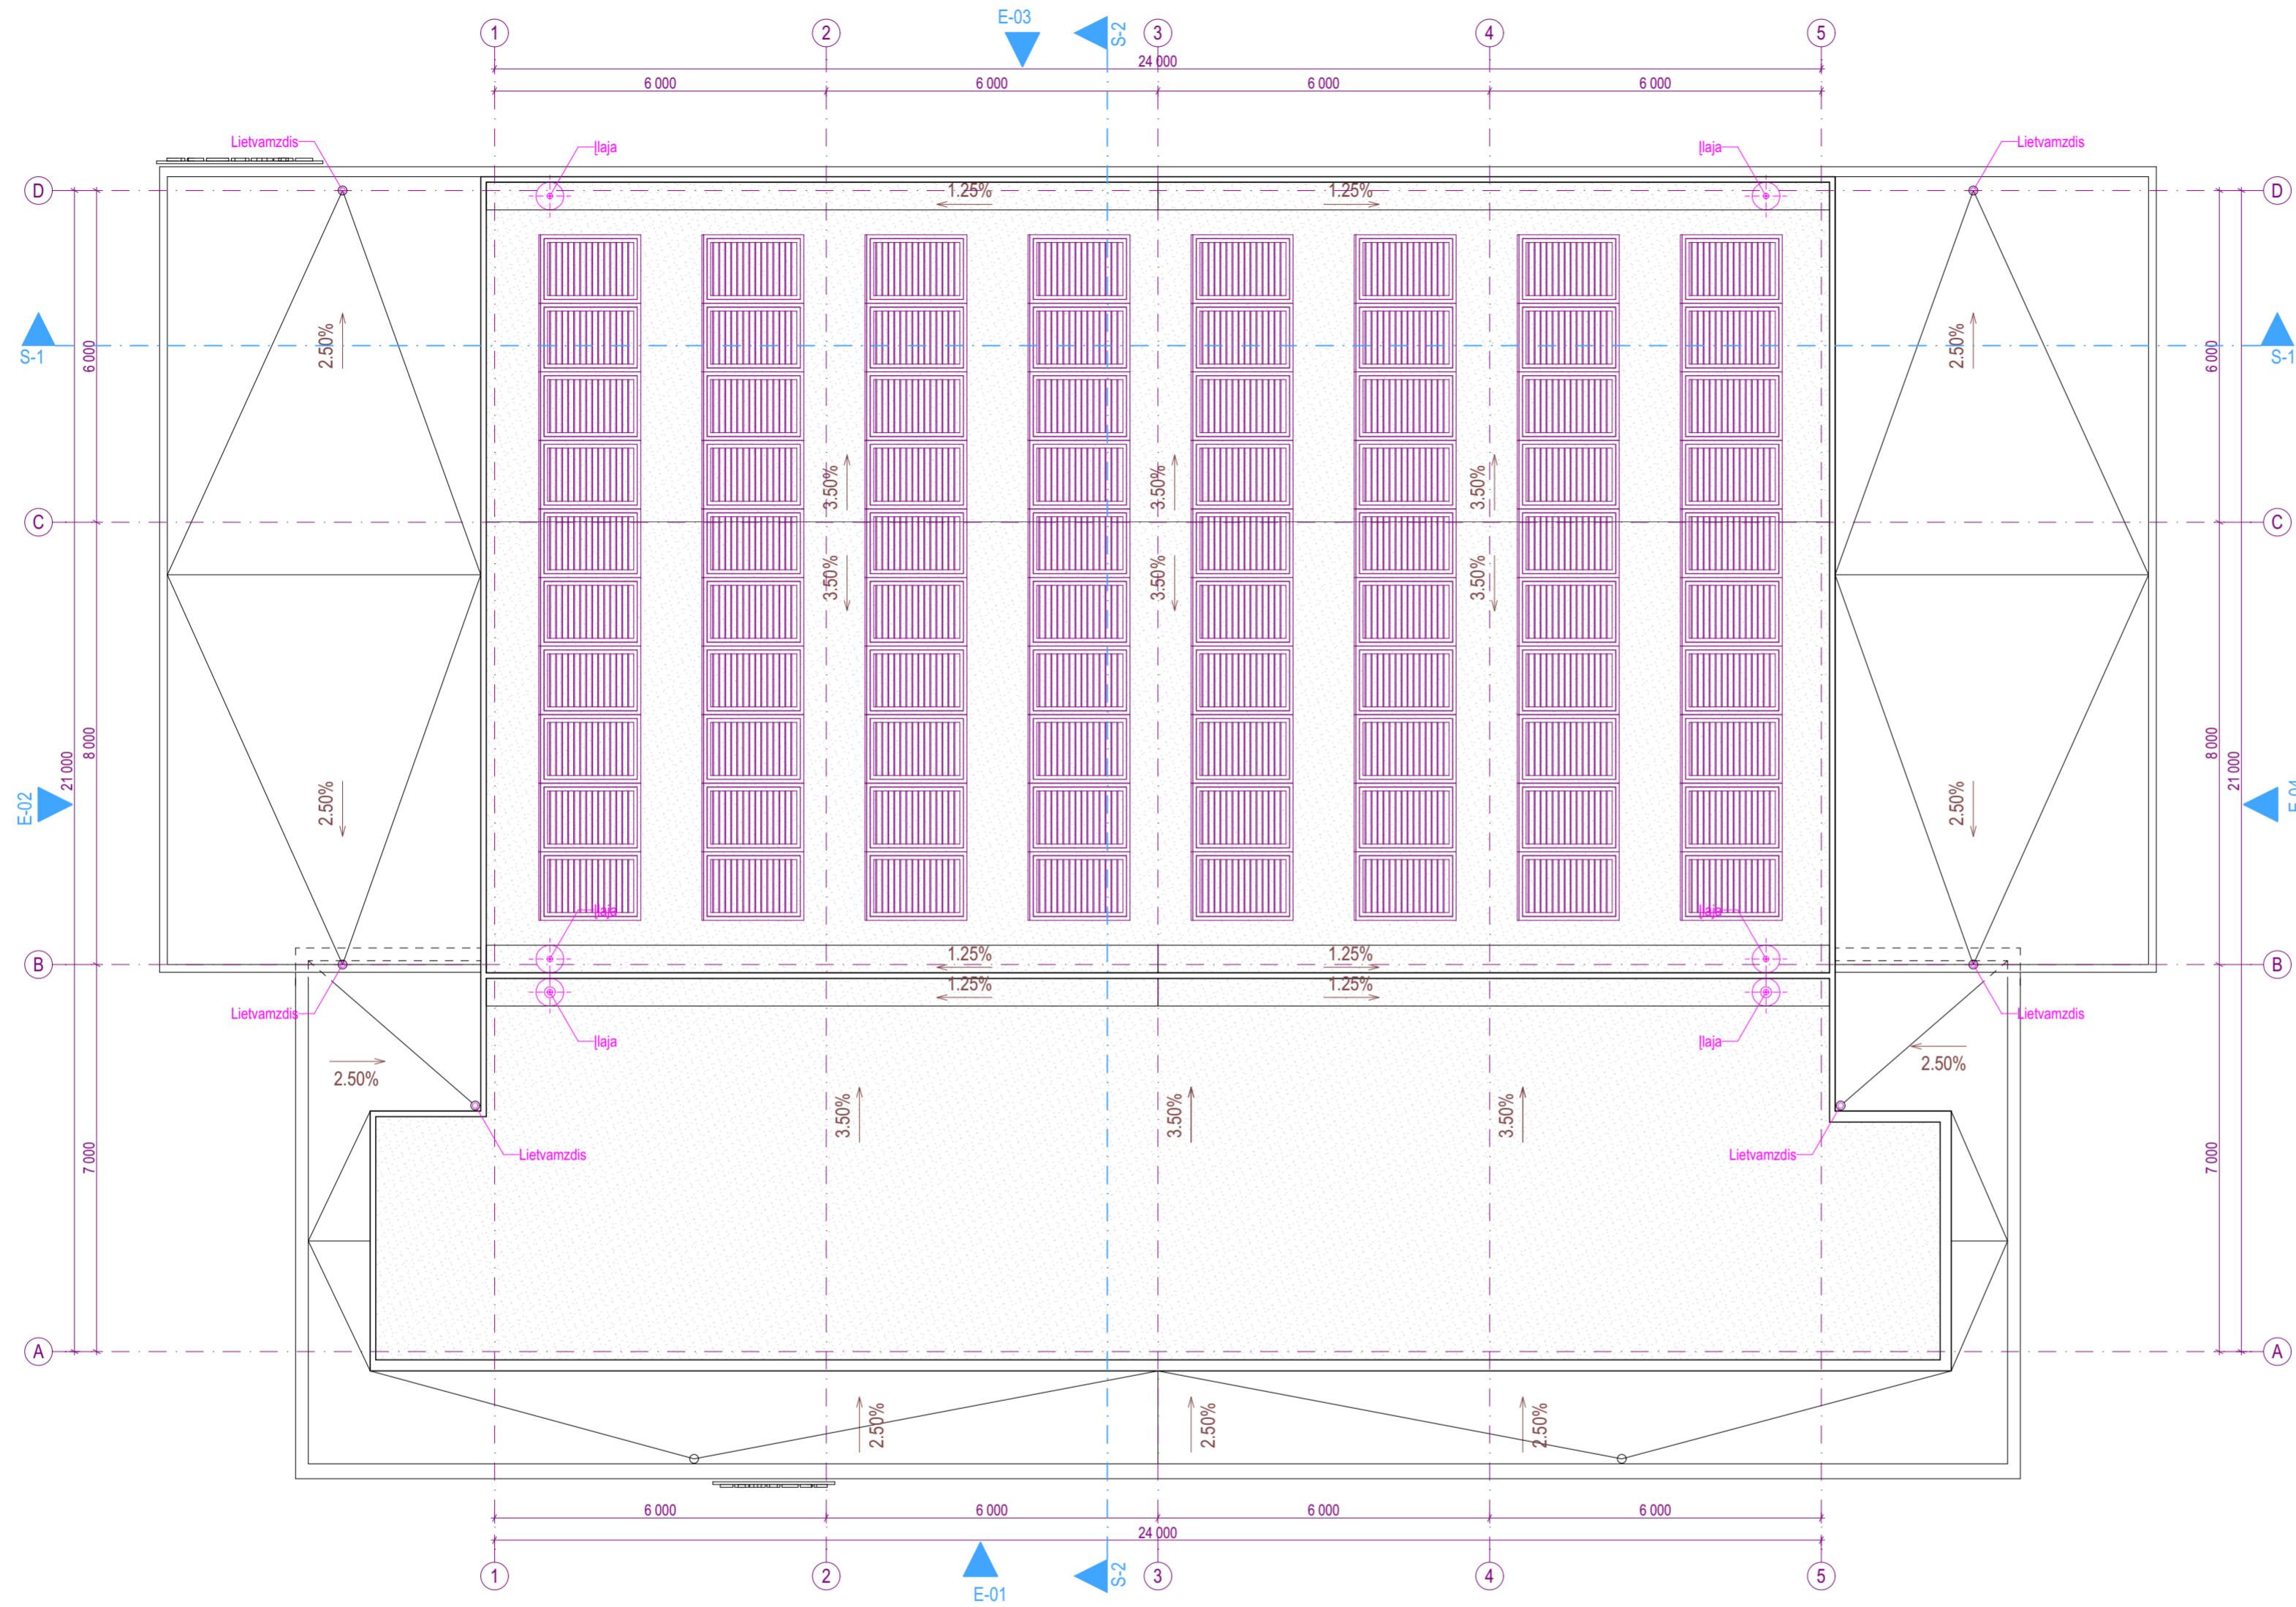 E-03
S-2
1
2
3
4
5
24 000
6 000
6 000
6 000
6 000
Lietvamzdis
Įlaja
Įlaja
Lietvamzdis
D
1.25%
1.25%
D
S-1
6 000
2.50%
2.50%
6 000
S-1
3.50%
3.50%
3.50%
C
C
3.50%
3.50%
3.50%
E-02
21 000
8 000
2.50%
2.50%
8 000
21 000
E-04
Įlaja
Įlaja
B
1.25%
1.25%
B
1.25%
1.25%
Lietvamzdis
Įlaja
Įlaja
Lietvamzdis
2.50%
2.50%
3.50%
3.50%
3.50%
7 000
Lietvamzdis
Lietvamzdis
7 000
A
A
2.50%
2.50%
2.50%
6 000
6 000
6 000
6 000
24 000
1
2
3
4
5
E-01
S-2